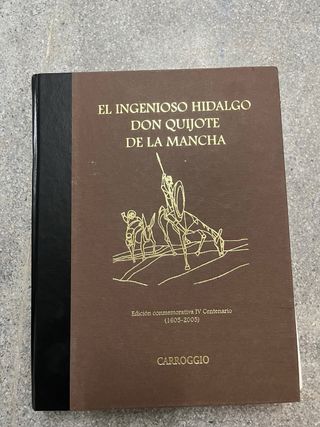 EL INGENIOSO HIDALGO
DON QUIJOTE
DE LA MANCHA
Edición conmemorativa IV Centenario
(1605-2005)
CARROGGIO